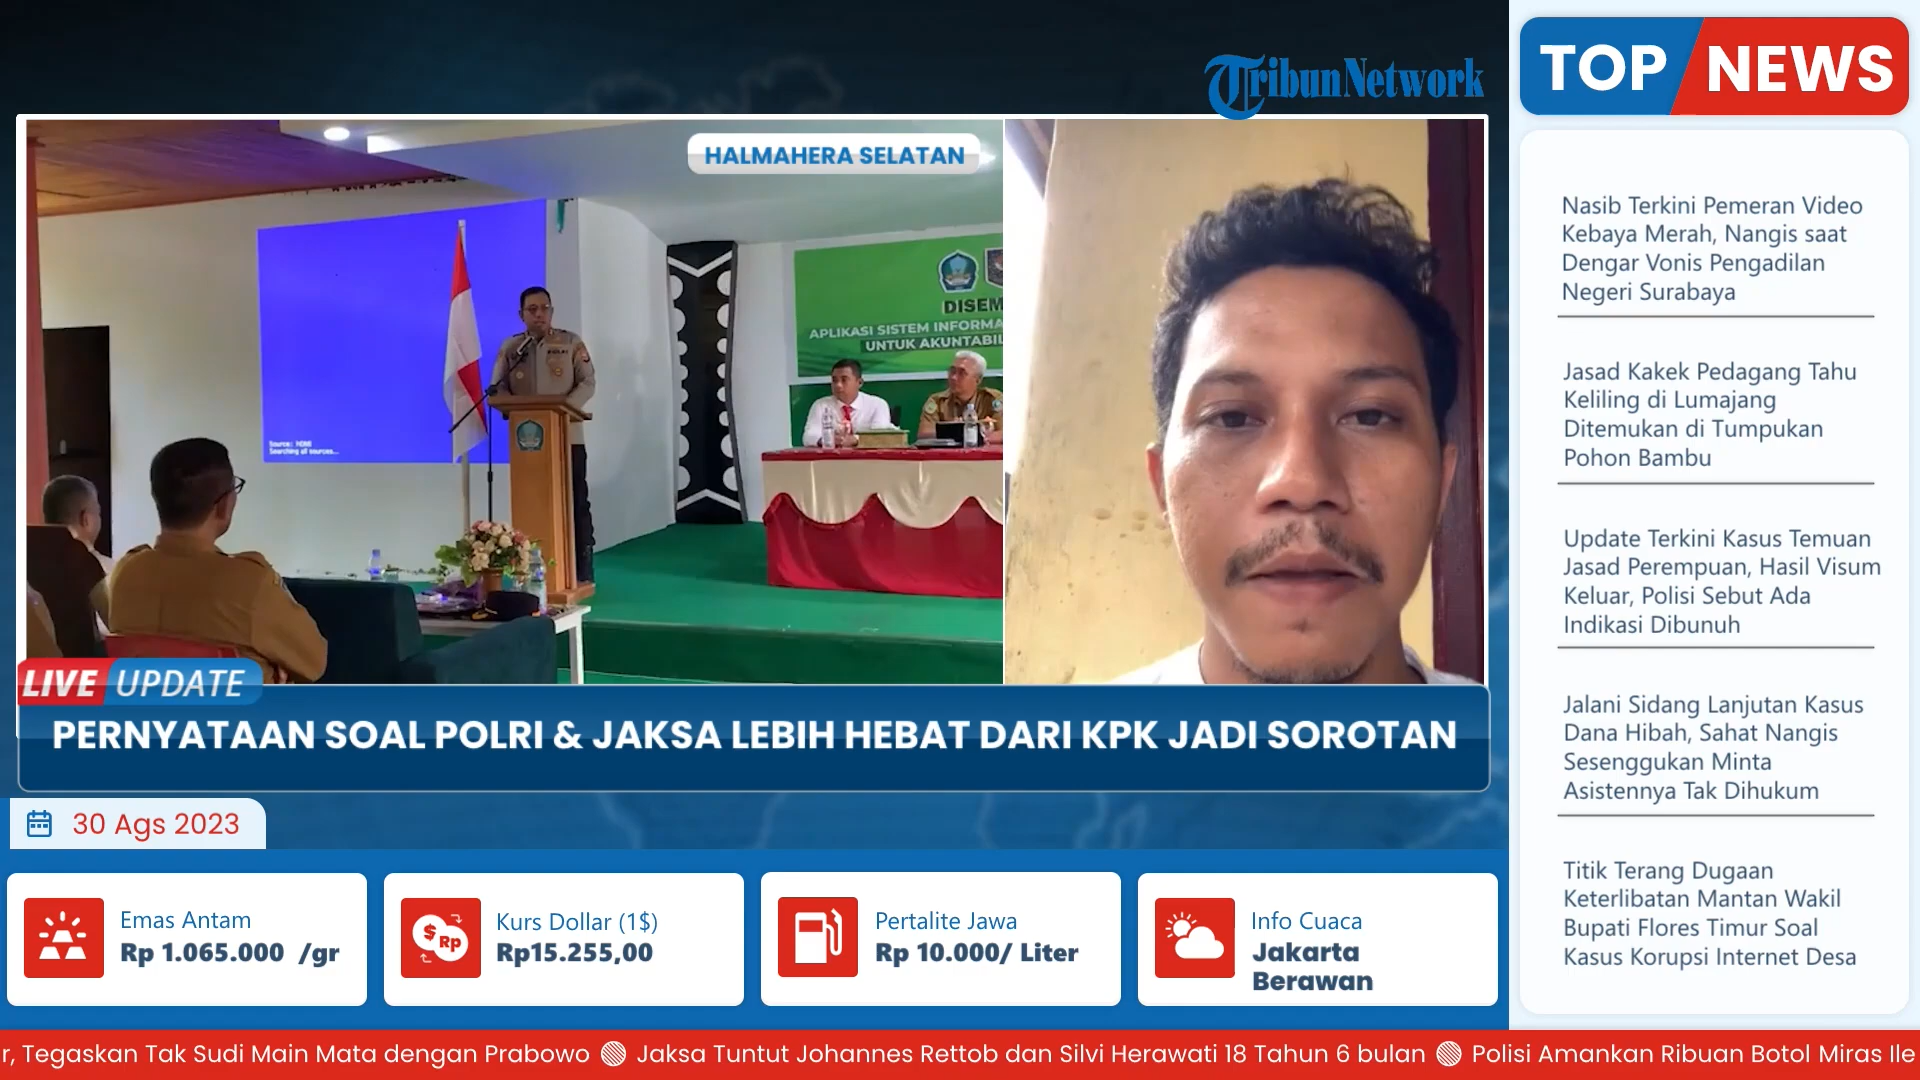 TribunNetwork
HALMAHERA SELATAN
DISEM
APLIKASI SISTEM INFORMA
UNTUK AKUNTABIL
Source: HDMI
Searching all sources...
LIVE UPDATE
PERNYATAAN SOAL POLRI & JAKSA LEBIH HEBAT DARI KPK JADI SOROTAN
30 Ags 2023
Emas Antam
Rp 1.065.000 /gr
Kurs Dollar (1$)
Rp15.255,00
Pertalite Jawa
Rp 10.000/ Liter
Info Cuaca
Jakarta
Berawan
TOP NEWS
Nasib Terkini Pemeran Video
Kebaya Merah, Nangis saat
Dengar Vonis Pengadilan
Negeri Surabaya
Jasad Kakek Pedagang Tahu
Keliling di Lumajang
Ditemukan di Tumpukan
Pohon Bambu
Update Terkini Kasus Temuan
Jasad Perempuan, Hasil Visum
Keluar, Polisi Sebut Ada
Indikasi Dibunuh
Jalani Sidang Lanjutan Kasus
Dana Hibah, Sahat Nangis
Sesenggukan Minta
Asistennya Tak Dihukum
Titik Terang Dugaan
Keterlibatan Mantan Wakil
Bupati Flores Timur Soal
Kasus Korupsi Internet Desa
r, Tegaskan Tak Sudi Main Mata dengan Prabowo Jaksa Tuntut Johannes Rettob dan Silvi Herawati 18 Tahun 6 bulan Polisi Amankan Ribuan Botol Miras Ile